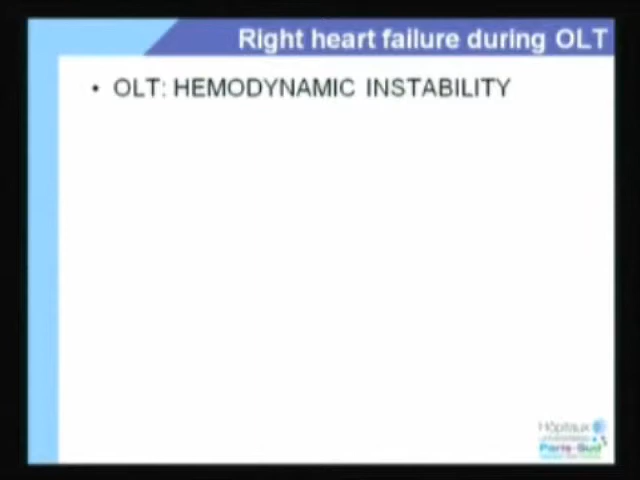 Right heart failure during OLT
• OLT: HEMODYNAMIC INSTABILITY
Hôpitaux
Paris-Sud